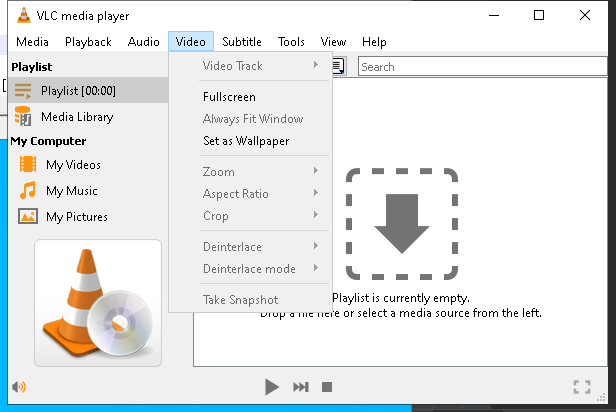 VLC media player
Media Playback Audio Video Subtitle Tools View Help
Playlist
Playlist [00:00]
Media Library
My Computer
My Videos
My Music
My Pictures
Video Track
Fullscreen
Always Fit Window
Set as Wallpaper
Zoom
Aspect Ratio
Crop
Deinterlace
Deinterlace mode
Take Snapshot
Search
Playlist is currently empty.
Drop a file here or select a media source from the left.